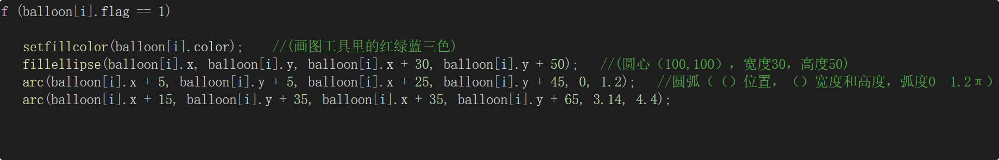 f (balloon[i].flag == 1)
setfillcolor(balloon[i].color);    //(画图工具里的红绿蓝三色)
fillellipse(balloon[i].x, balloon[i].y, balloon[i].x + 30, balloon[i].y + 50);   //(圆心（100,100），宽度30，高度50)
arc(balloon[i].x + 5, balloon[i].y + 5, balloon[i].x + 25, balloon[i].y + 45, 0, 1.2);   //圆弧（（）位置，（）宽度和高度，弧度0—1.2π）
arc(balloon[i].x + 15, balloon[i].y + 35, balloon[i].x + 35, balloon[i].y + 65, 3.14, 4.4);